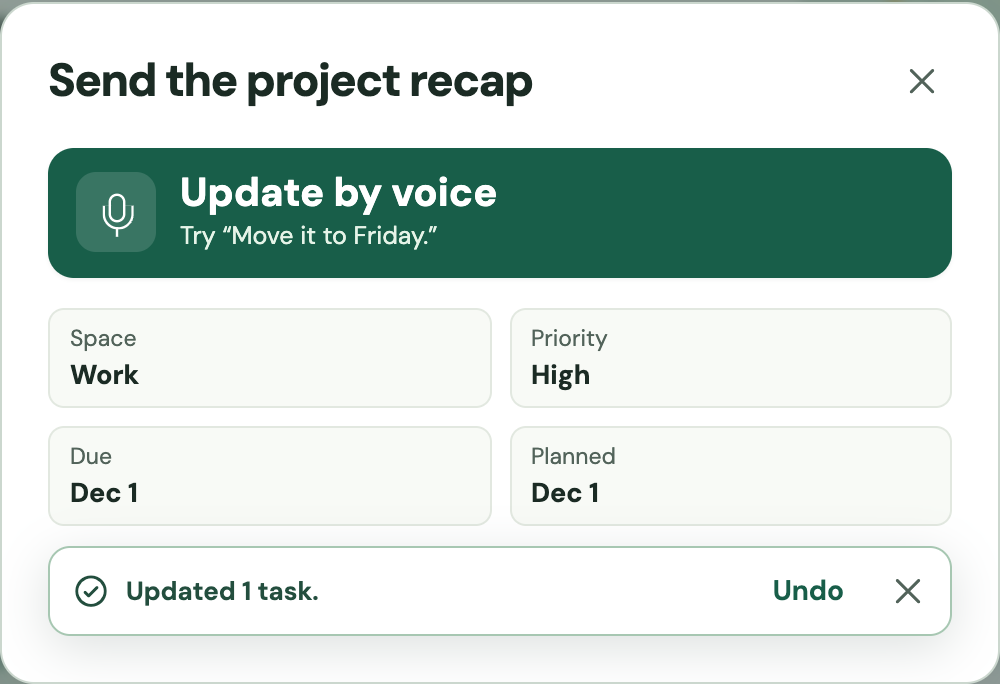 Send the project recap
Update by voice
Try “Move it to Friday.”
Space
Work
Priority
High
Due
Dec 1
Planned
Dec 1
Updated 1 task.
Undo